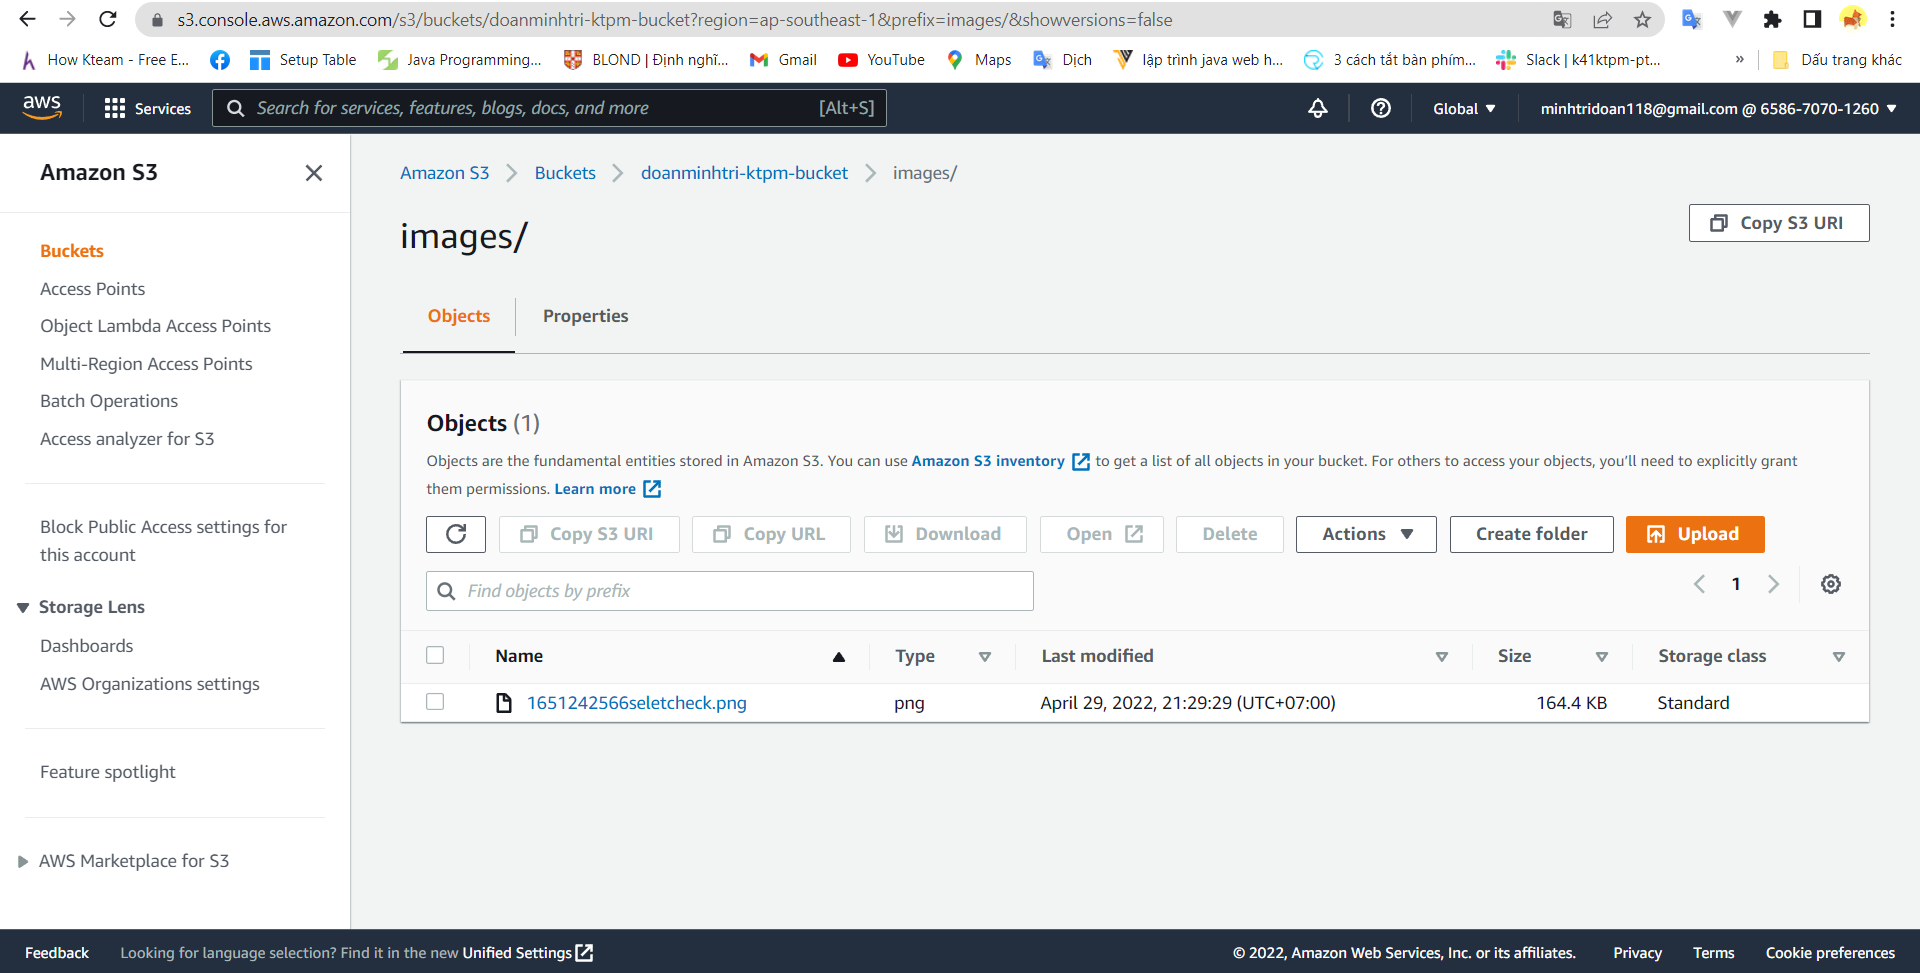 s3.console.aws.amazon.com/s3/buckets/doanminhtri-ktpm-bucket?region=ap-southeast-1&prefix=images/&showversions=false
How Kteam - Free E... Setup Table Java Programming... BLOND | Định nghĩ... Gmail YouTube Maps Dịch lập trình java web h... 3 cách tắt bàn phím... Slack | k41ktpm-pt... » Dấu trang khác
aws Services Search for services, features, blogs, docs, and more [Alt+S] Global minhtridoan118@gmail.com @ 6586-7070-1260
Amazon S3
Buckets
Access Points
Object Lambda Access Points
Multi-Region Access Points
Batch Operations
Access analyzer for S3
Block Public Access settings for
this account
Storage Lens
Dashboards
AWS Organizations settings
Feature spotlight
AWS Marketplace for S3
Amazon S3 > Buckets > doanminhtri-ktpm-bucket > images/
images/
Copy S3 URI
Objects Properties
Objects (1)
Objects are the fundamental entities stored in Amazon S3. You can use Amazon S3 inventory to get a list of all objects in your bucket. For others to access your objects, you'll need to explicitly grant
them permissions. Learn more
Copy S3 URI Copy URL Download Open Delete Actions Create folder Upload
Find objects by prefix
1
Name Type Last modified Size Storage class
1651242566seletcheck.png png April 29, 2022, 21:29:29 (UTC+07:00) 164.4 KB Standard
Feedback Looking for language selection? Find it in the new Unified Settings © 2022, Amazon Web Services, Inc. or its affiliates. Privacy Terms Cookie preferences